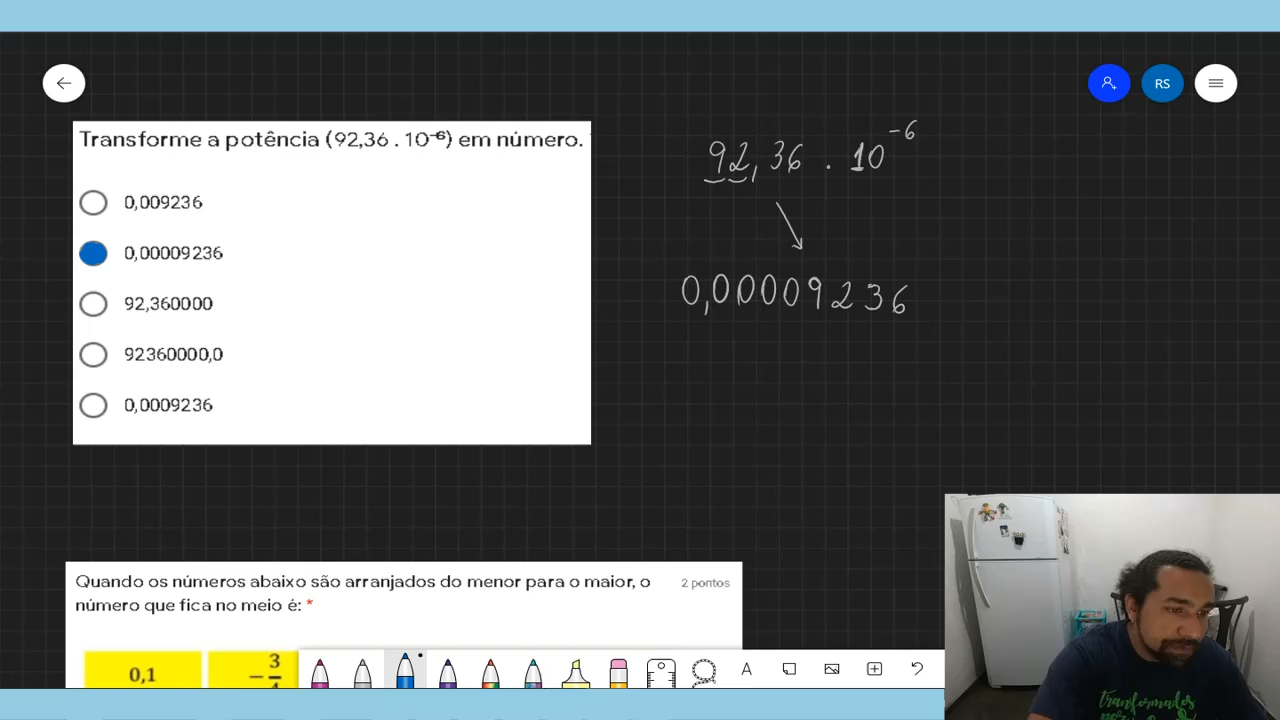 RS
Transforme a potência (92,36 . 10⁻⁶) em número.
0,009236
0,00009236
92,360000
92360000,0
0,0009236
92,36 . 10⁻⁶
0,00009236
Quando os números abaixo são arranjados do menor para o maior, o
número que fica no meio é: *
2 pontos
0,1
3
A
transformados